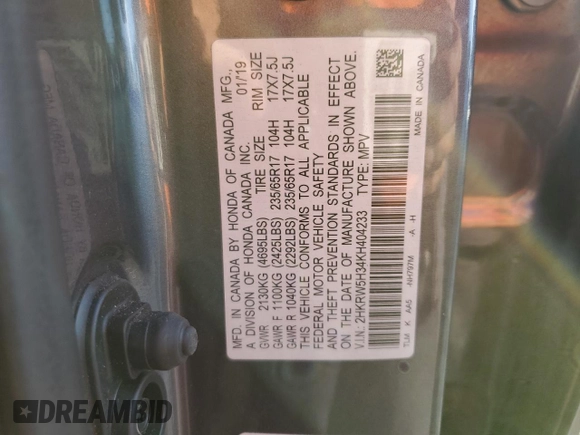 MFD. IN CANADA BY HONDA OF CANADA MFG.,
A DIVISION OF HONDA CANADA INC. 01/19
TIRE SIZE RIM SIZE
GVWR 2130KG (4695LBS)
GAWR F 1100KG (2425LBS) 235/65R17 104H 17X7.5J
GAWR R 1040KG (2292LBS) 235/65R17 104H 17X7.5J
THIS VEHICLE CONFORMS TO ALL APPLICABLE
FEDERAL MOTOR VEHICLE SAFETY
AND THEFT PREVENTION STANDARDS IN EFFECT
ON THE DATE OF MANUFACTURE SHOWN ABOVE.
V.I.N.: 2HKRW5H34KH404233 TYPE: MPV
TLM K AAS NH797M -A -H
MADE IN CANADA
DREAMBID